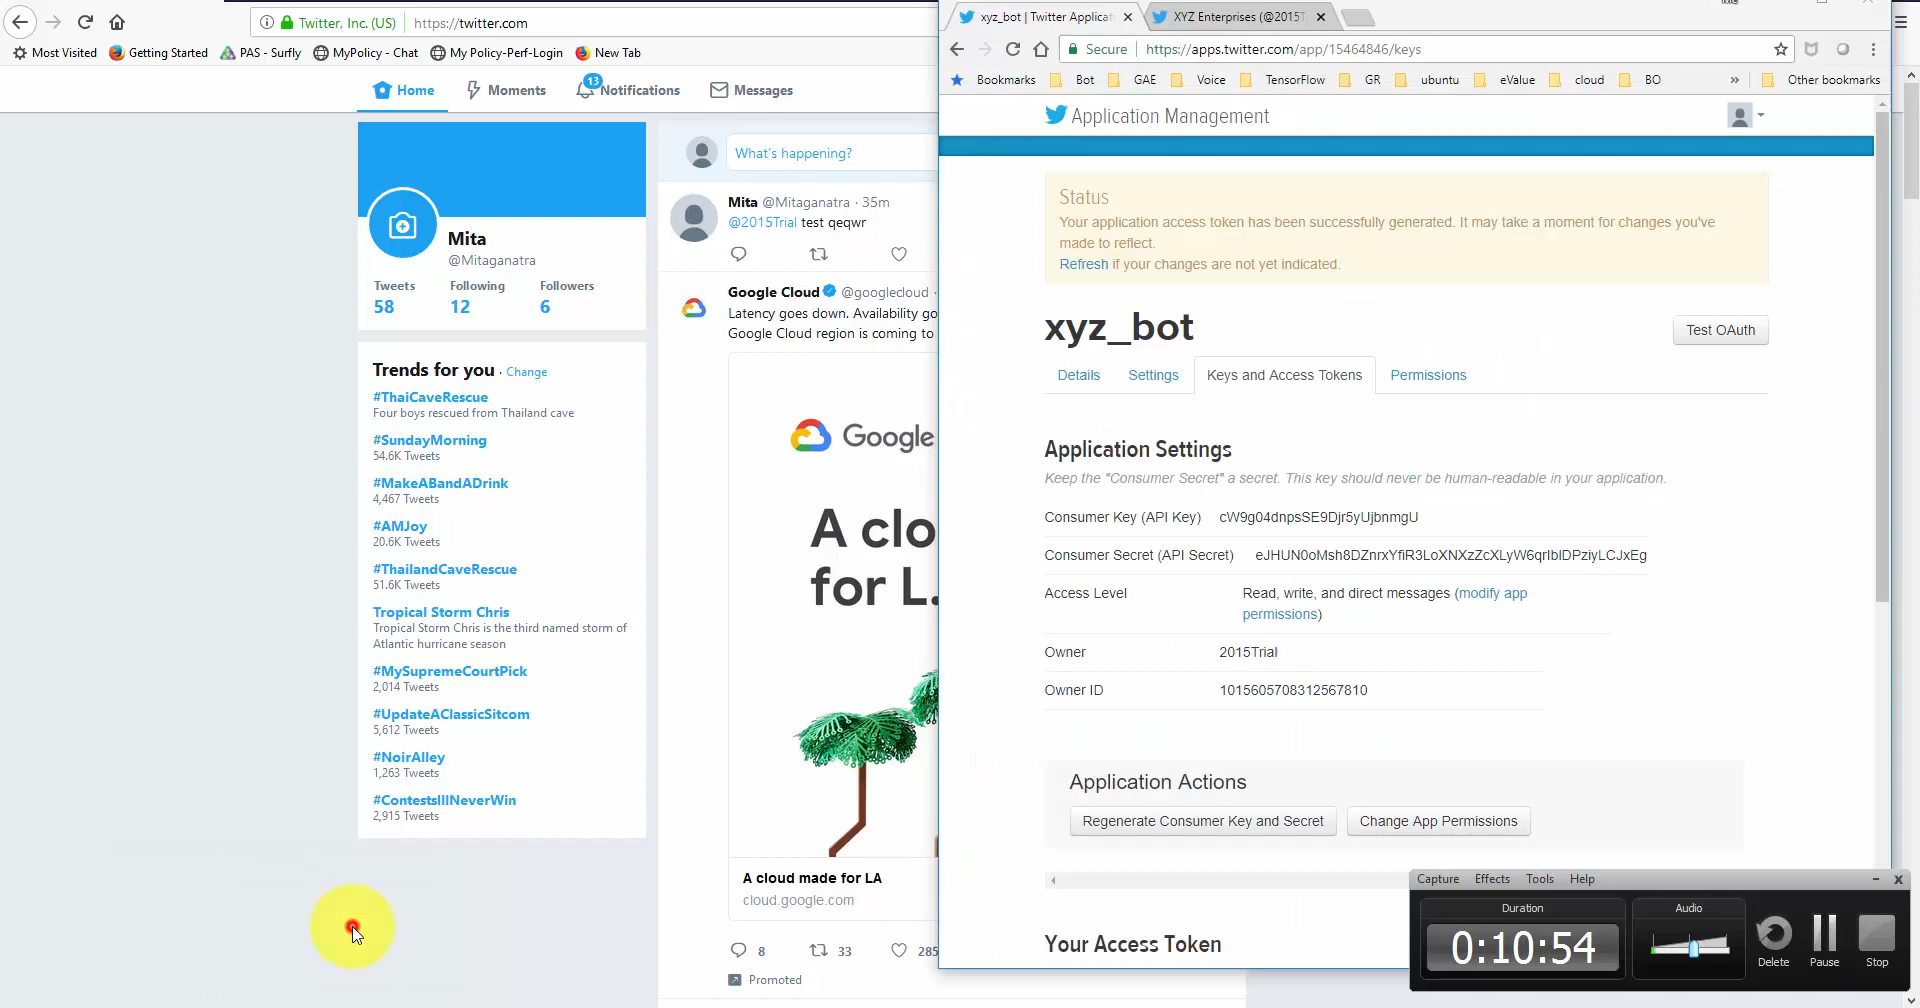 Twitter, Inc. (US)
https://twitter.com
Most Visited
Getting Started
PAS - Surfly
MyPolicy - Chat
My Policy-Perf-Login
New Tab
Home
Moments
13
Notifications
Messages
Mita
@Mitaganatra
Tweets
Following
Followers
58
12
6
Trends for you · Change
#ThaiCaveRescue
Four boys rescued from Thailand cave
#SundayMorning
54.6K Tweets
#MakeABandADrink
4,467 Tweets
#AMJoy
20.6K Tweets
#ThailandCaveRescue
51.6K Tweets
Tropical Storm Chris
Tropical Storm Chris is the third named storm of
Atlantic hurricane season
#MySupremeCourtPick
2,014 Tweets
#UpdateAClassicSitcom
5,612 Tweets
#NoirAlley
1,263 Tweets
#ContestsIllNeverWin
2,915 Tweets
What's happening?
Mita @Mitaganatra · 35m
@2015Trial test qeqwr
Google Cloud @googlecloud ·
Latency goes down. Availability go
Google Cloud region is coming to
Google
A clo
for L.
A cloud made for LA
cloud.google.com
8
33
285
Promoted
xyz_bot | Twitter Applicat
XYZ Enterprises (@2015T
Secure
https://apps.twitter.com/app/15464846/keys
Bookmarks
Bot
GAE
Voice
TensorFlow
GR
ubuntu
eValue
cloud
BO
»
Other bookmarks
Application Management
Status
Your application access token has been successfully generated. It may take a moment for changes you've
made to reflect.
Refresh if your changes are not yet indicated.
xyz_bot
Test OAuth
Details
Settings
Keys and Access Tokens
Permissions
Application Settings
Keep the "Consumer Secret" a secret. This key should never be human-readable in your application.
Consumer Key (API Key) cW9g04dnpsSE9Djr5yUjbnmgU
Consumer Secret (API Secret) eJHUN0oMsh8DZnrxYfiR3LoXNXzZcXLyW6qrIbIDPziyLCJxEg
Access Level
Read, write, and direct messages (modify app
permissions)
Owner
2015Trial
Owner ID
1015605708312567810
Application Actions
Regenerate Consumer Key and Secret
Change App Permissions
Your Access Token
Capture
Effects
Tools
Help
Duration
0:10:54
Audio
Delete
Pause
Stop